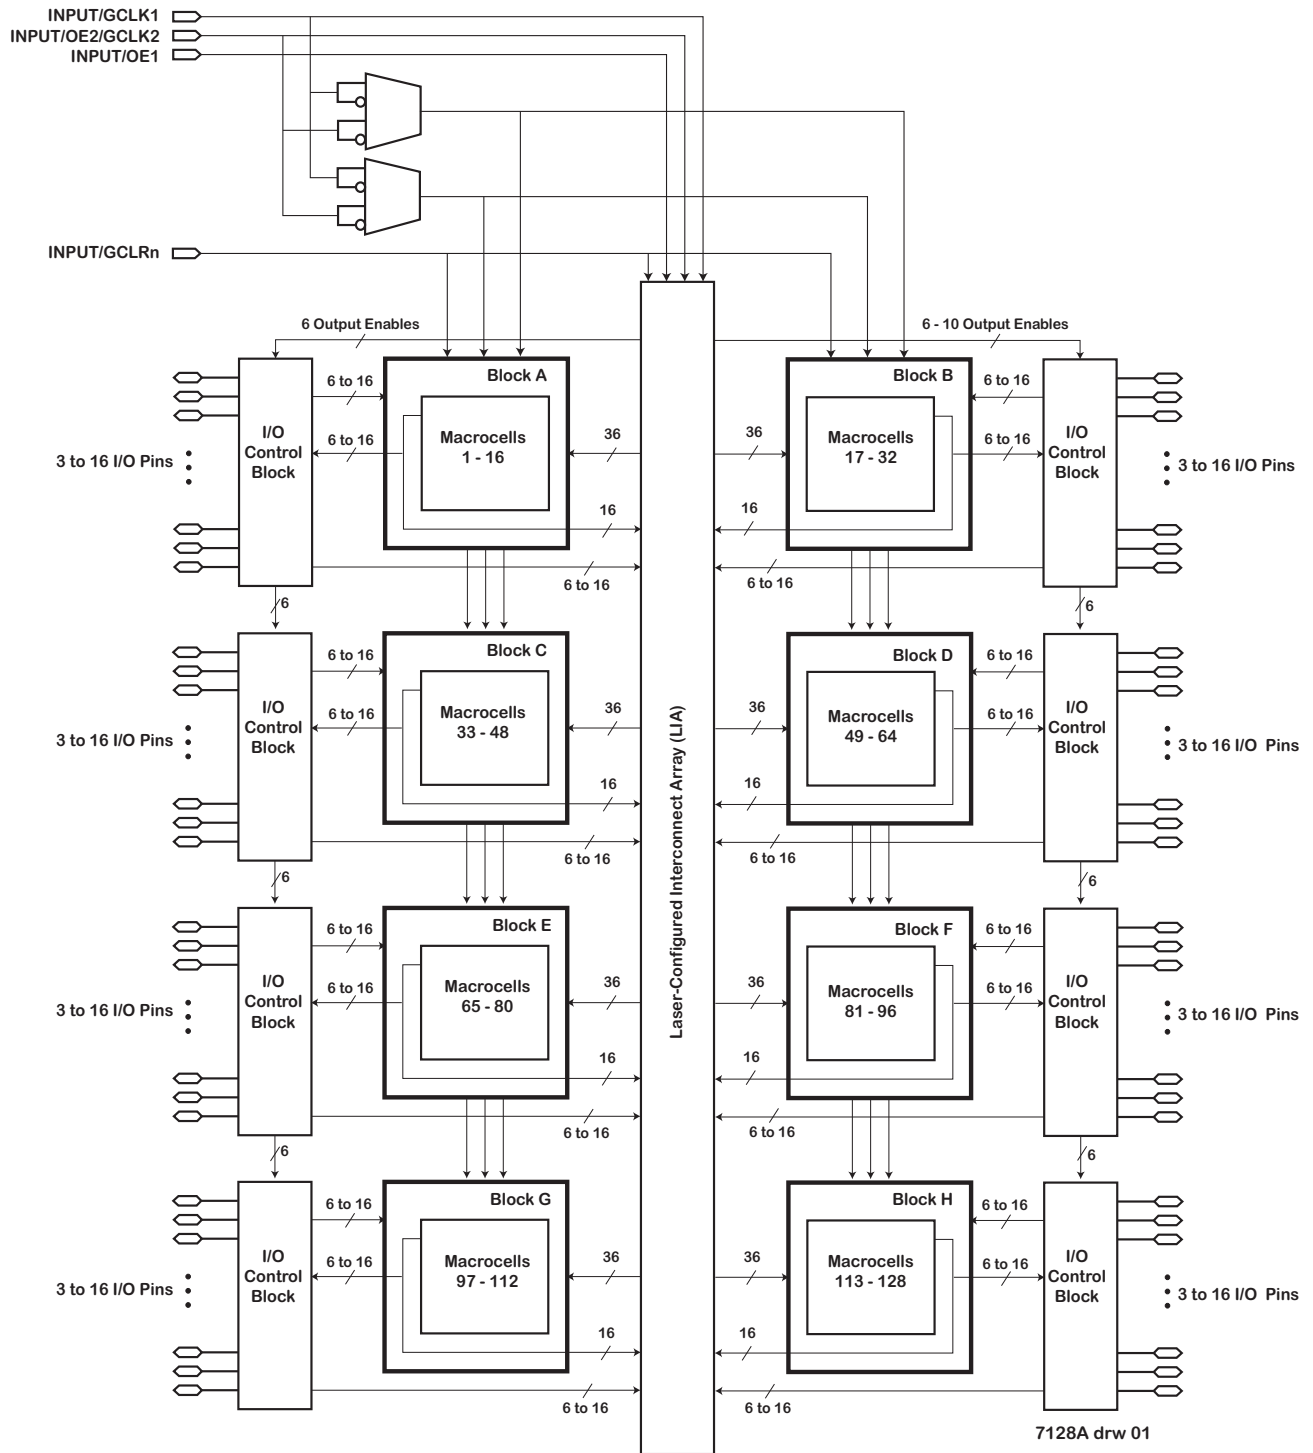 INPUT/GCLK1
INPUT/OE2/GCLK2
INPUT/OE1
INPUT/GCLRn
6 Output Enables
6 - 10 Output Enables
Block A
Block B
6 to 16
6 to 16
I/O
Control
Block
6 to 16
Macrocells
1 - 16
36
36
Macrocells
17 - 32
6 to 16
I/O
Control
Block
3 to 16 I/O Pins
3 to 16 I/O Pins
16
16
6 to 16
6 to 16
6
6
Block C
Block D
6 to 16
6 to 16
I/O
Control
Block
6 to 16
Macrocells
33 - 48
36
36
Macrocells
49 - 64
6 to 16
I/O
Control
Block
3 to 16 I/O Pins
3 to 16 I/O Pins
Laser-Configured Interconnect Array (LIA)
16
16
6 to 16
6 to 16
6
6
Block E
Block F
6 to 16
6 to 16
I/O
Control
Block
6 to 16
Macrocells
65 - 80
36
36
Macrocells
81 - 96
6 to 16
I/O
Control
Block
3 to 16 I/O Pins
3 to 16 I/O Pins
16
16
6 to 16
6 to 16
6
6
Block G
Block H
6 to 16
6 to 16
I/O
Control
Block
6 to 16
Macrocells
97 - 112
36
36
Macrocells
113 - 128
6 to 16
I/O
Control
Block
3 to 16 I/O Pins
3 to 16 I/O Pins
16
16
6 to 16
6 to 16
7128A drw 01